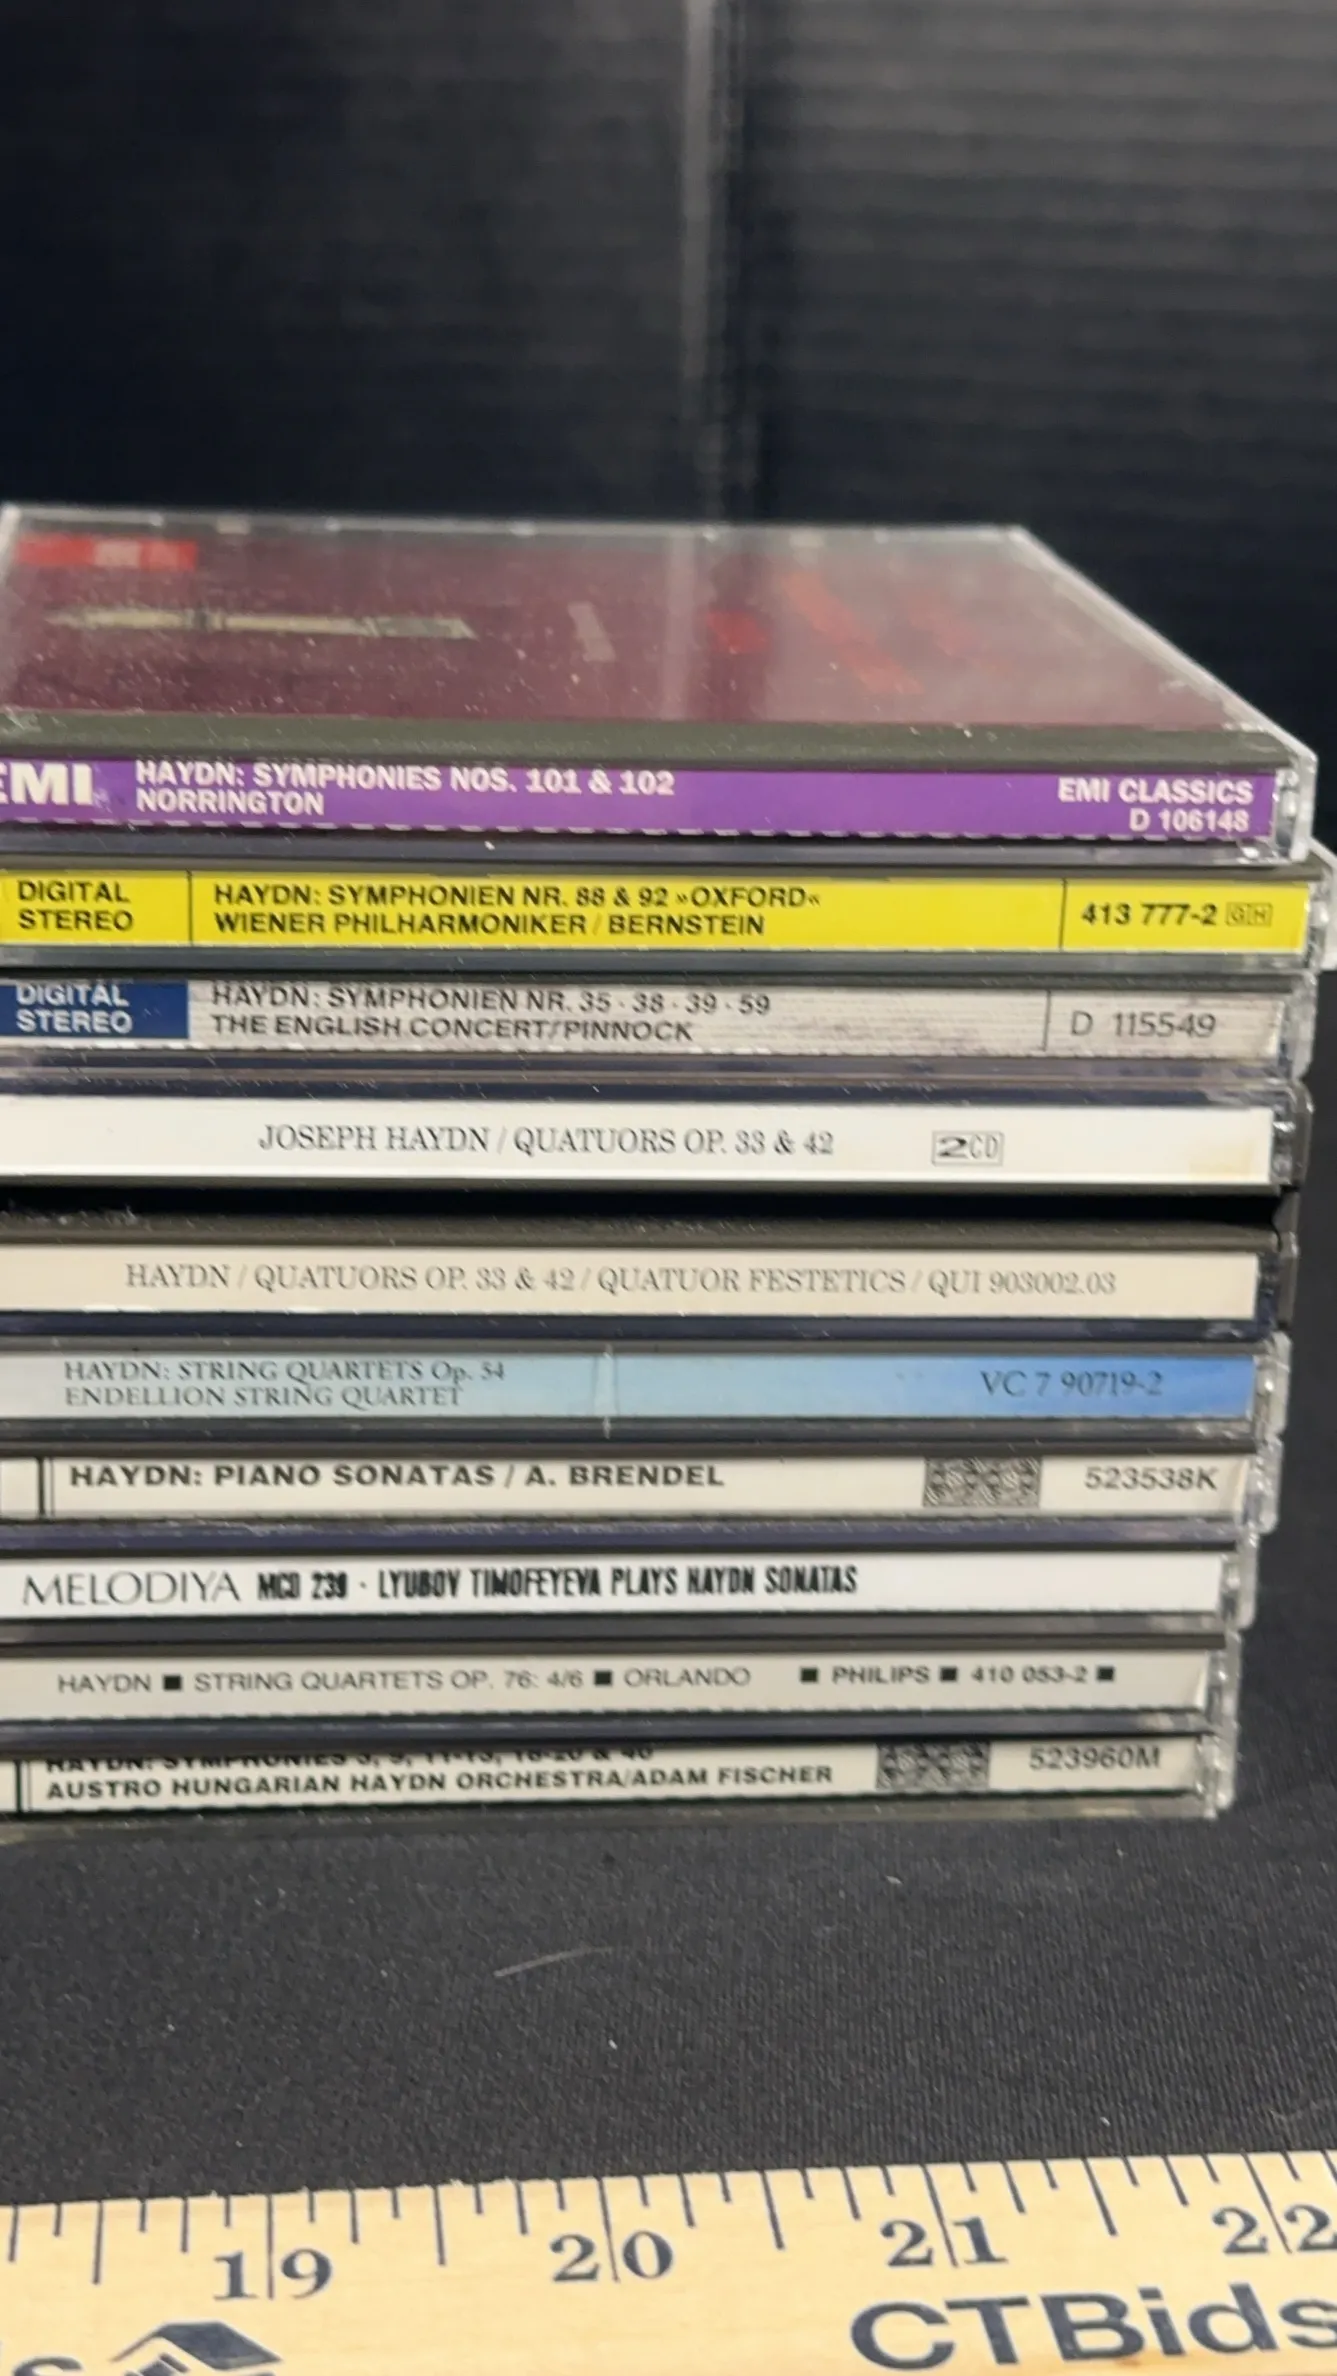 EMI
HAYDN: SYMPHONIES NOS. 101 & 102
NORRINGTON
EMI CLASSICS
D 106148
DIGITAL
STEREO
HAYDN: SYMPHONIEN NR. 88 & 92 »OXFORD«
WIENER PHILHARMONIKER / BERNSTEIN
413 777-2 GH
DIGITAL
STEREO
HAYDN: SYMPHONIEN NR. 35 · 38 · 39 · 59
THE ENGLISH CONCERT/PINNOCK
D 115549
JOSEPH HAYDN / QUATUORS OP. 33 & 42
2CD
HAYDN / QUATUORS OP. 33 & 42 / QUATUOR FESTETICS / QUI 903002.03
HAYDN: STRING QUARTETS Op. 54
ENDELLION STRING QUARTET
VC 7 90719-2
HAYDN: PIANO SONATAS / A. BRENDEL
523538K
MELODIYA MCD 239 · LYUBOV TIMOFEYEVA PLAYS HAYDN SONATAS
HAYDN ■ STRING QUARTETS OP. 76: 4/6 ■ ORLANDO ■ PHILIPS ■ 410 053-2 ■
HAYDN: SYMPHONIES
AUSTRO HUNGARIAN HAYDN ORCHESTRA/ADAM FISCHER
523960M
19 20 21 22
CTBids